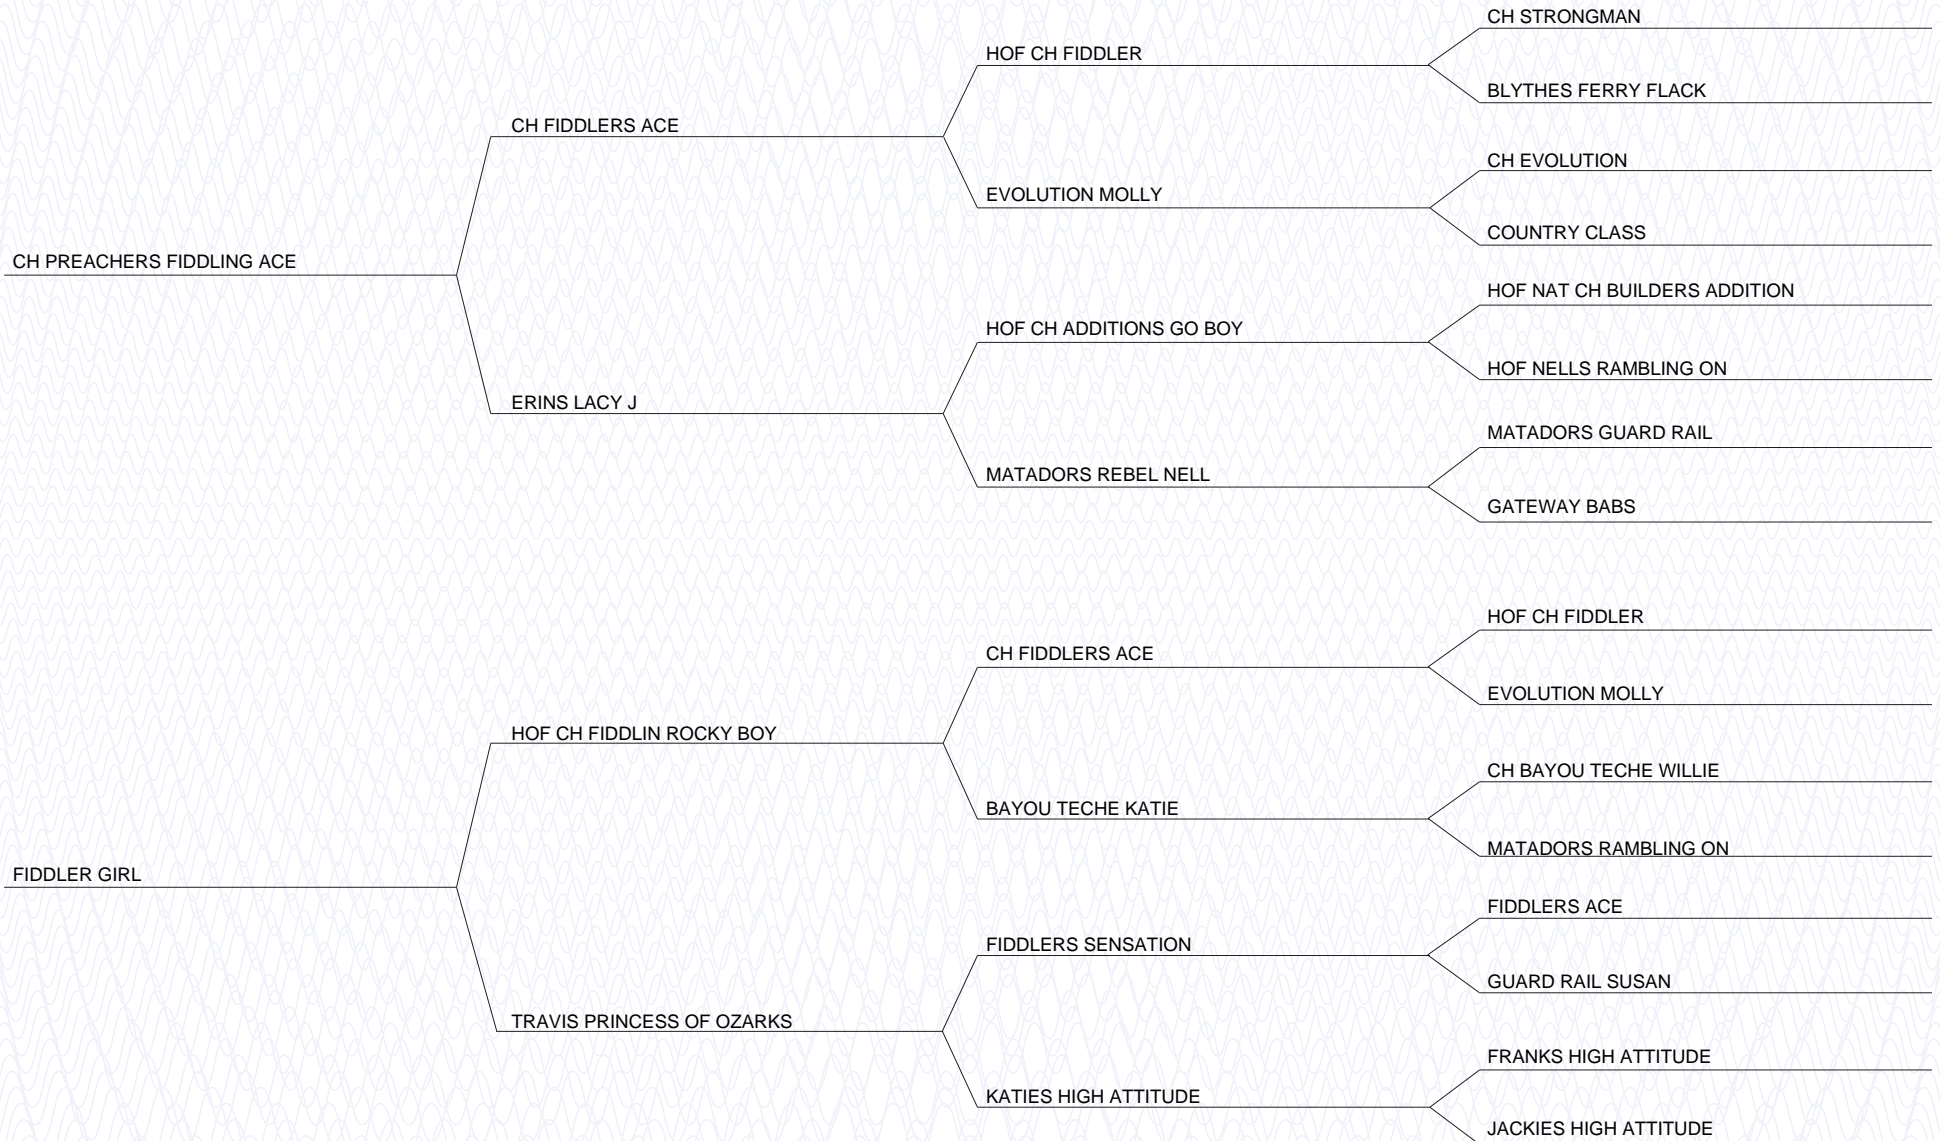 CH STRONGMAN
HOF CH FIDDLER
BLYTHES FERRY FLACK
CH FIDDLERS ACE
CH EVOLUTION
EVOLUTION MOLLY
COUNTRY CLASS
CH PREACHERS FIDDLING ACE
HOF NAT CH BUILDERS ADDITION
HOF CH ADDITIONS GO BOY
HOF NELLS RAMBLING ON
ERINS LACY J
MATADORS GUARD RAIL
MATADORS REBEL NELL
GATEWAY BABS
HOF CH FIDDLER
CH FIDDLERS ACE
EVOLUTION MOLLY
HOF CH FIDDLIN ROCKY BOY
CH BAYOU TECHE WILLIE
BAYOU TECHE KATIE
MATADORS RAMBLING ON
FIDDLER GIRL
FIDDLERS ACE
FIDDLERS SENSATION
GUARD RAIL SUSAN
TRAVIS PRINCESS OF OZARKS
FRANKS HIGH ATTITUDE
KATIES HIGH ATTITUDE
JACKIES HIGH ATTITUDE